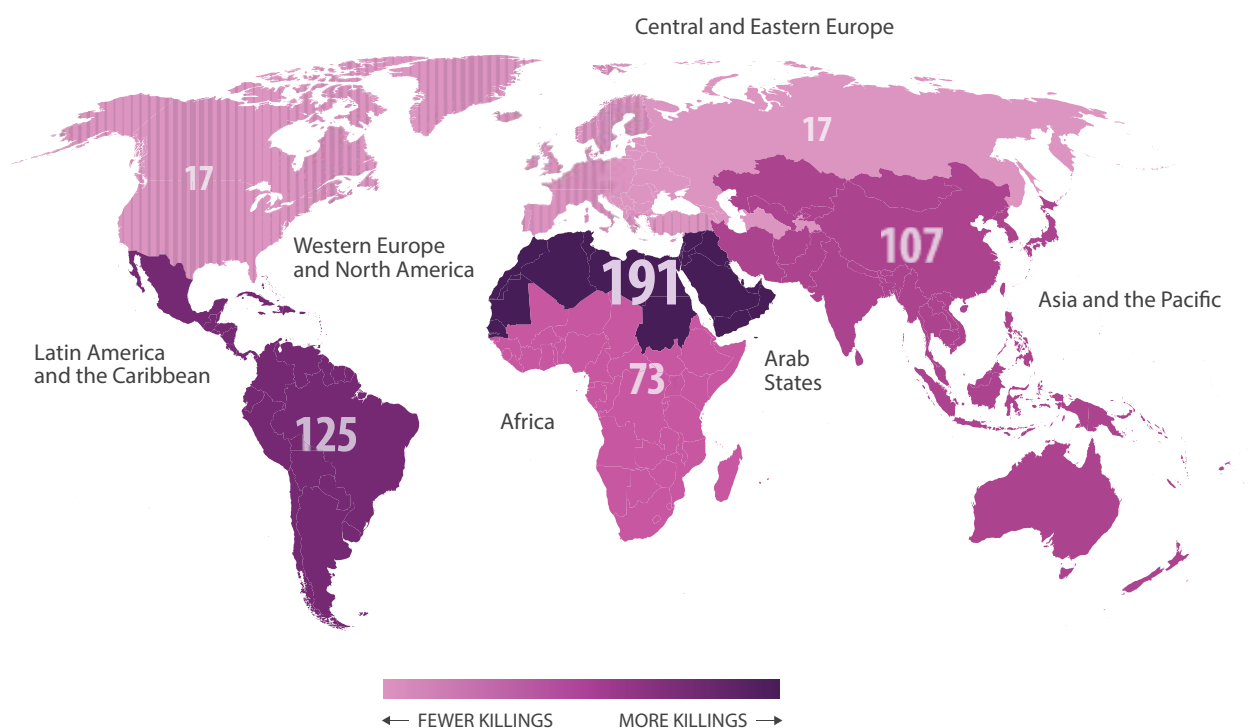 Central and Eastern Europe
17
17
Western Europe
and North America
107
191
Asia and the Pacific
Latin America
and the Caribbean
Arab
States
73
Africa
125
FEWER KILLINGS
MORE KILLINGS